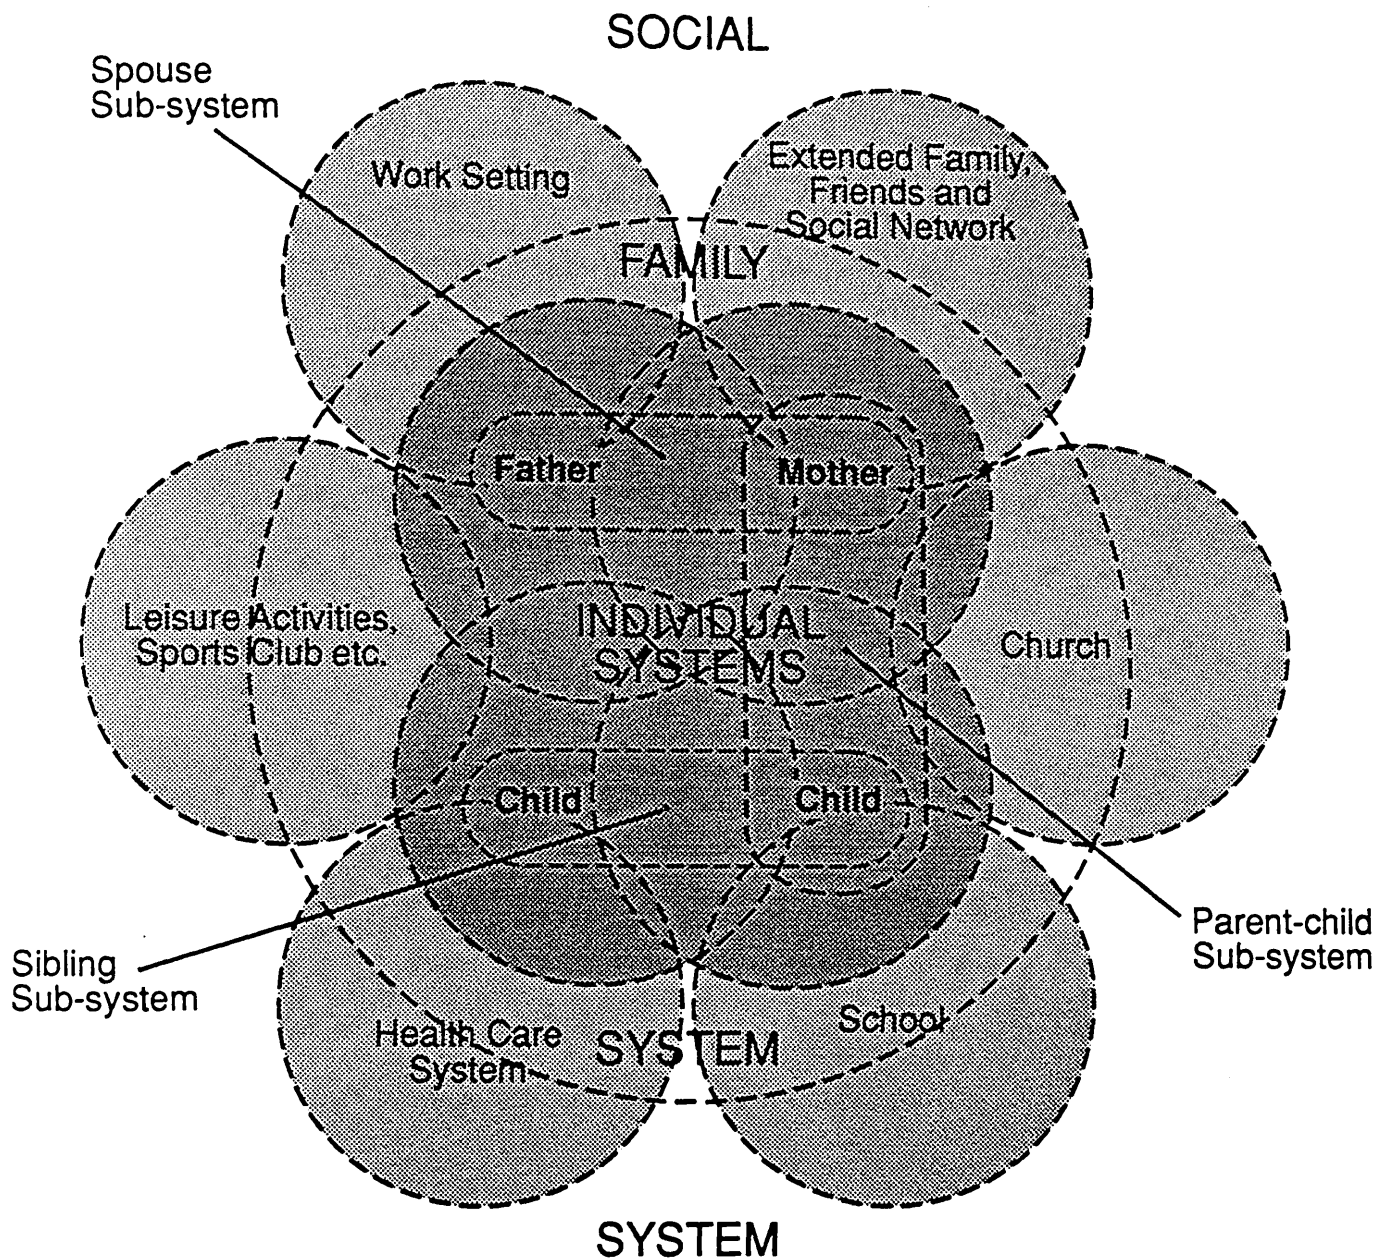 SOCIAL
Spouse
Sub-system
Work Setting
Extended Family,
Friends and
Social Network
FAMILY
Father
Mother
Leisure Activities,
Sports Club etc.
INDIVIDUAL
SYSTEMS
Church
Child
Child
Parent-child
Sub-system
Sibling
Sub-system
Health Care
System
SYSTEM
School
SYSTEM